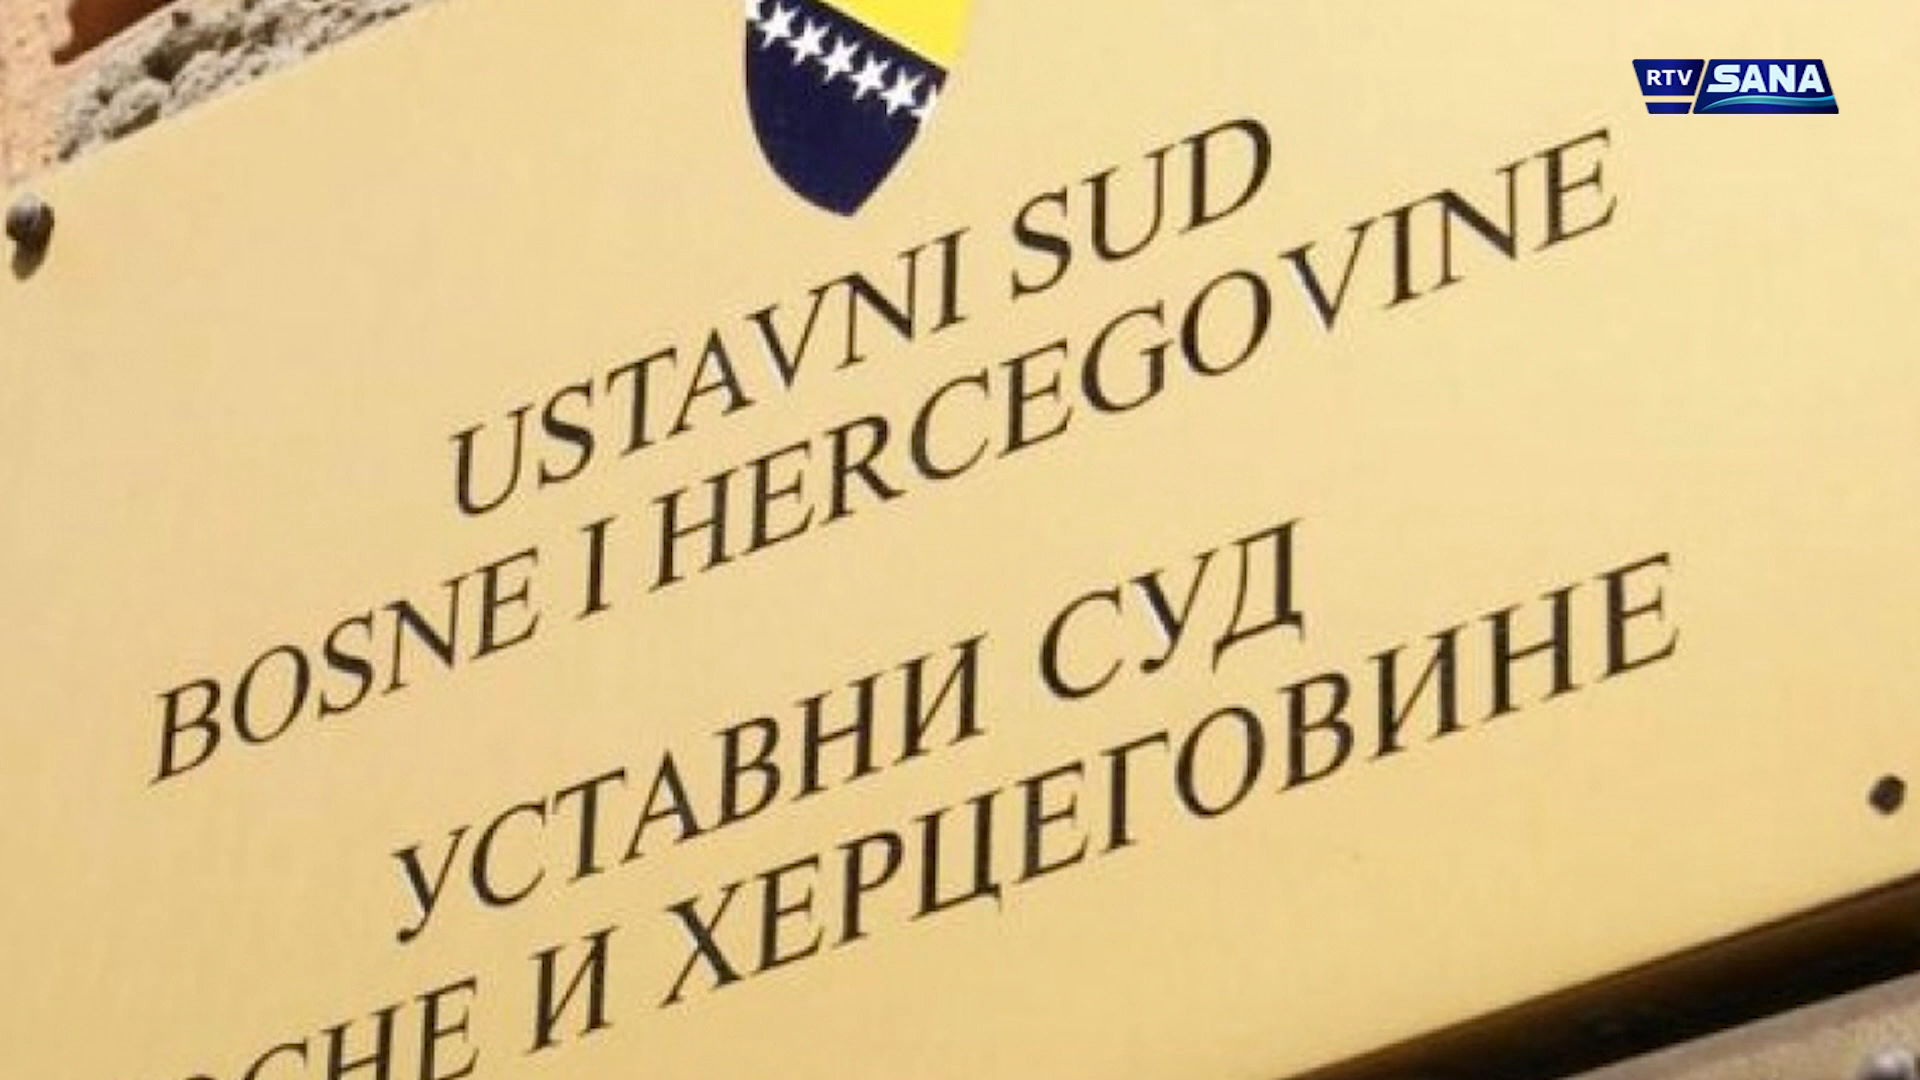 RTV SANA
USTAVNI SUD
BOSNE I HERCEGOVINE
УСТАВНИ СУД
И ХЕРЦЕГОВИНЕ